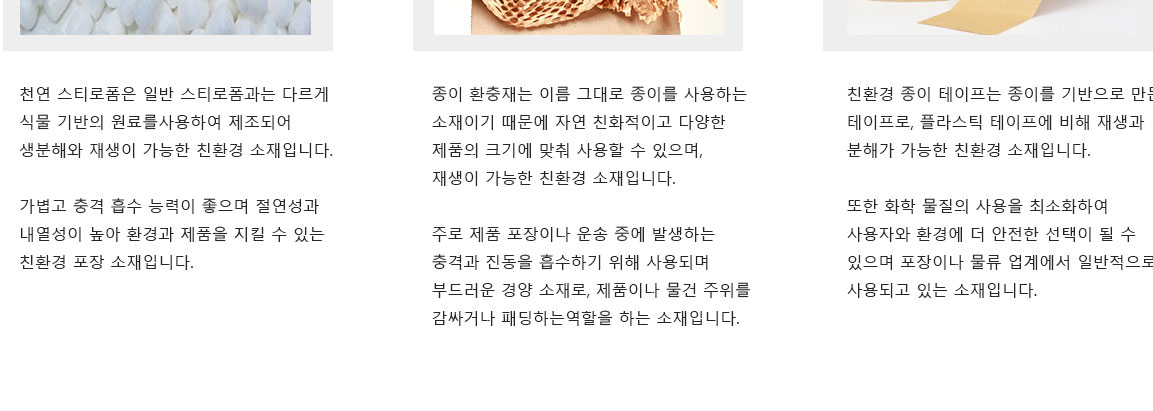 천연 스티로폼은 일반 스티로폼과는 다르게
식물 기반의 원료를사용하여 제조되어
생분해와 재생이 가능한 친환경 소재입니다.
가볍고 충격 흡수 능력이 좋으며 절연성과
내열성이 높아 환경과 제품을 지킬 수 있는
친환경 포장 소재입니다.
종이 환충재는 이름 그대로 종이를 사용하는
소재이기 때문에 자연 친화적이고 다양한
제품의 크기에 맞춰 사용할 수 있으며,
재생이 가능한 친환경 소재입니다.
주로 제품 포장이나 운송 중에 발생하는
충격과 진동을 흡수하기 위해 사용되며
부드러운 경양 소재로, 제품이나 물건 주위를
감싸거나 패딩하는역할을 하는 소재입니다.
친환경 종이 테이프는 종이를 기반으로
테이프로, 플라스틱 테이프에 비해 재생과
분해가 가능한 친환경 소재입니다.
또한 화학 물질의 사용을 최소화하여
사용자와 환경에 더 안전한 선택이 될 수
있으며 포장이나 물류 업계에서 일반적으로
사용되고 있는 소재입니다.